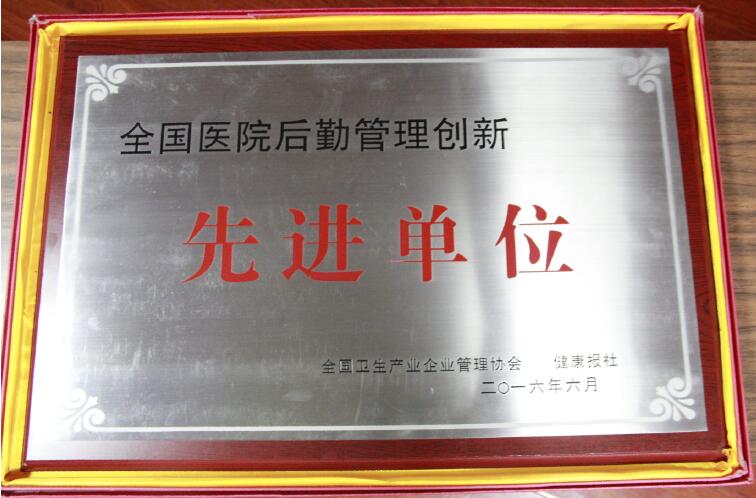 全国医院后勤管理创新
先进单位
全国卫生产业企业管理协会 健康报社
二〇一六年六月